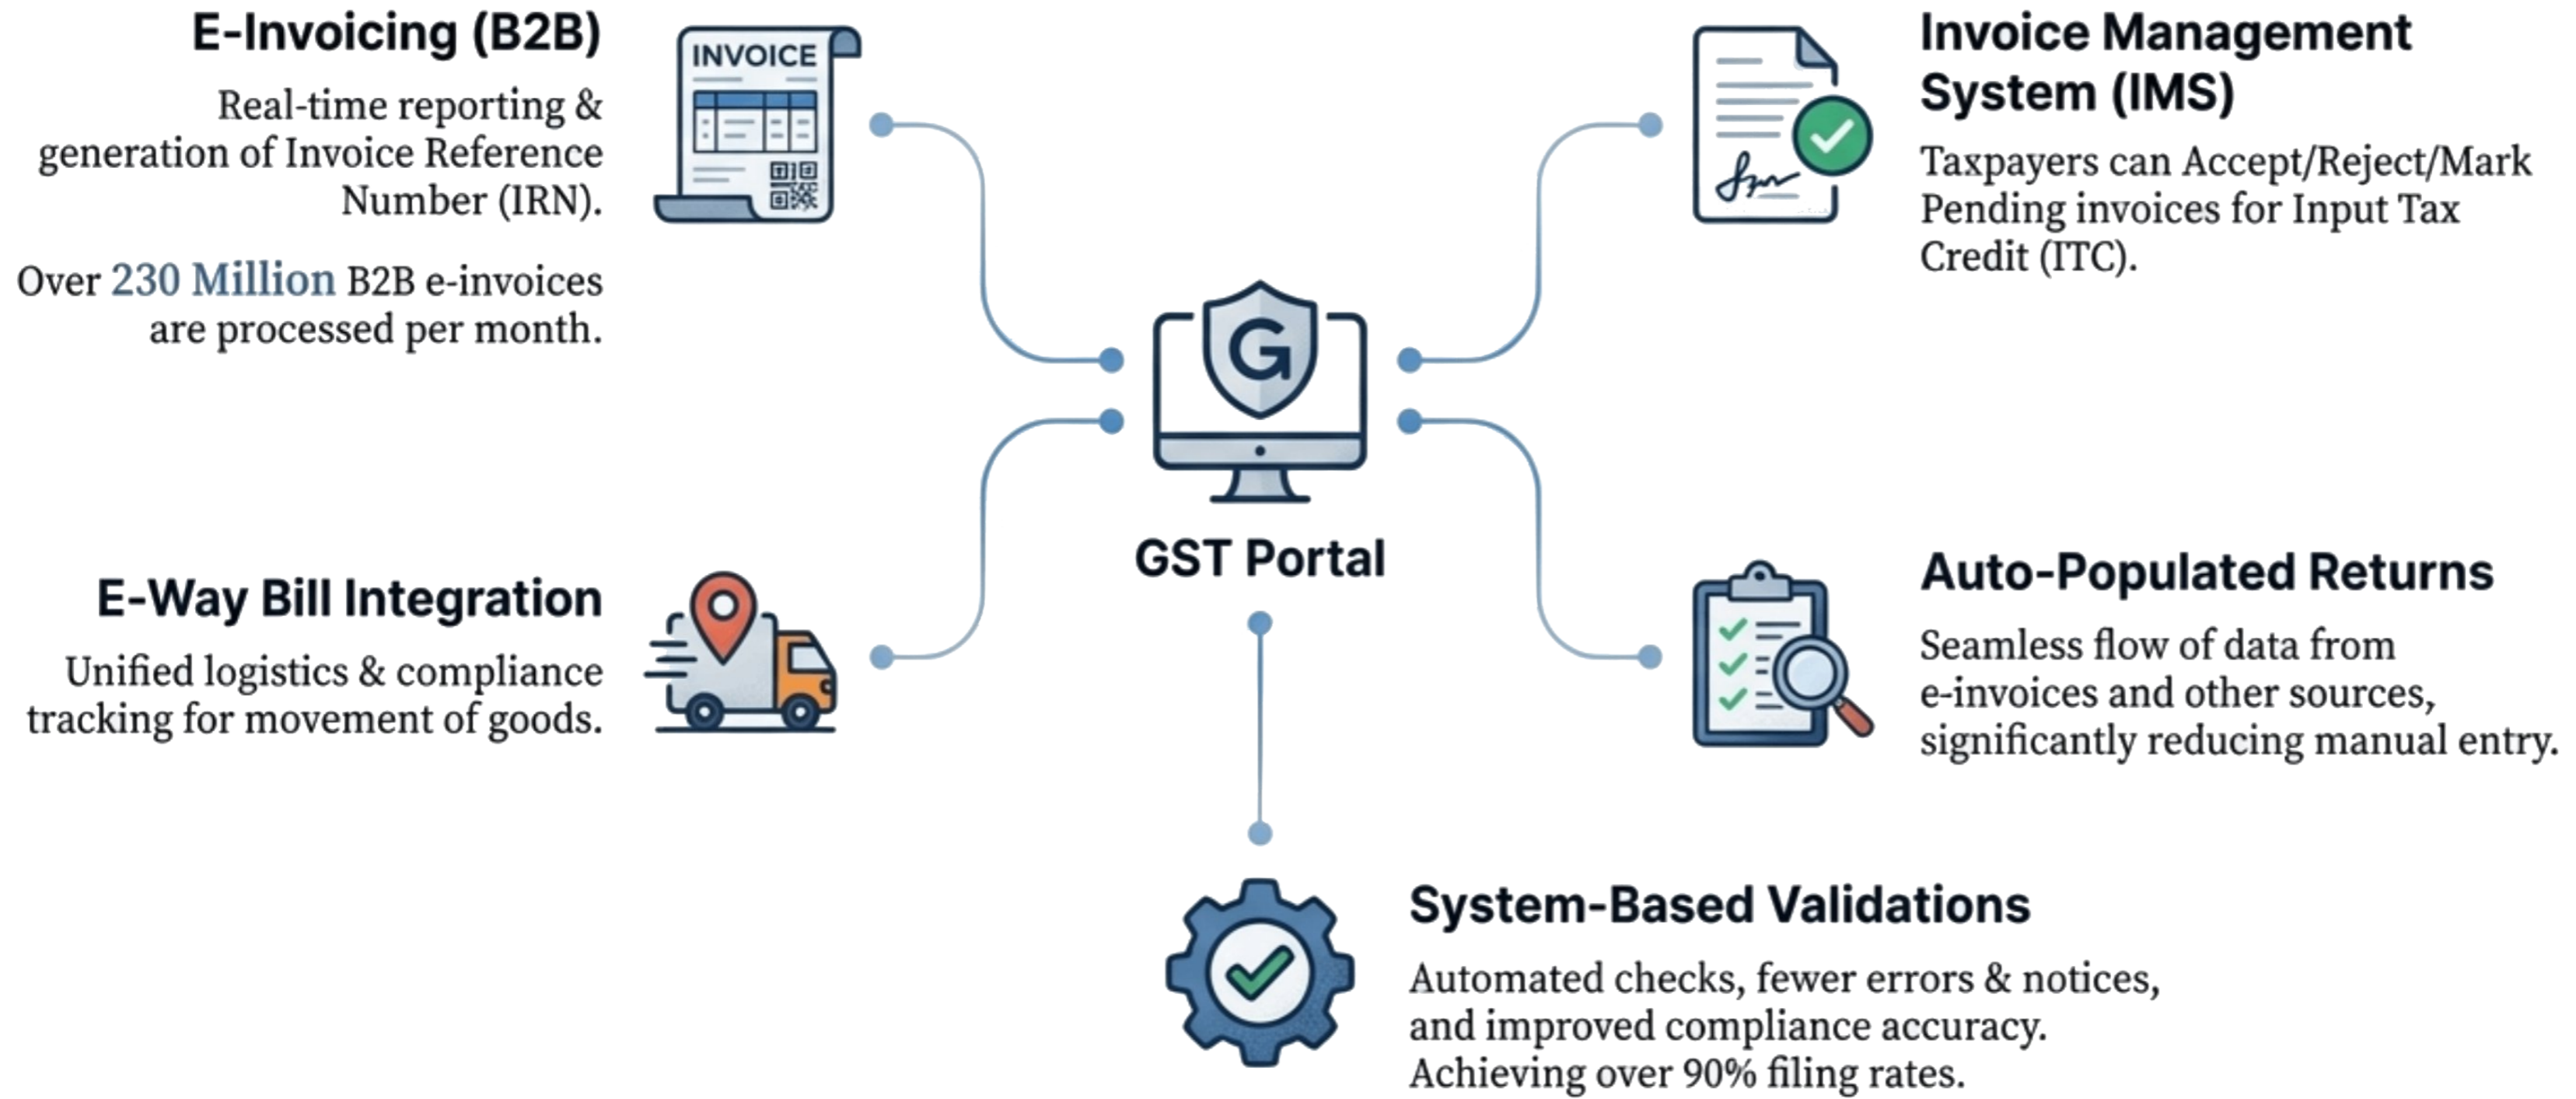 E-Invoicing (B2B)
Real-time reporting &
generation of Invoice Reference
Number (IRN).
Over 230 Million B2B e-invoices
are processed per month.
INVOICE
Invoice Management
System (IMS)
Taxpayers can Accept/Reject/Mark
Pending invoices for Input Tax
Credit (ITC).
G
GST Portal
E-Way Bill Integration
Unified logistics & compliance
tracking for movement of goods.
Auto-Populated Returns
Seamless flow of data from
e-invoices and other sources,
significantly reducing manual entry.
System-Based Validations
Automated checks, fewer errors & notices,
and improved compliance accuracy.
Achieving over 90% filing rates.